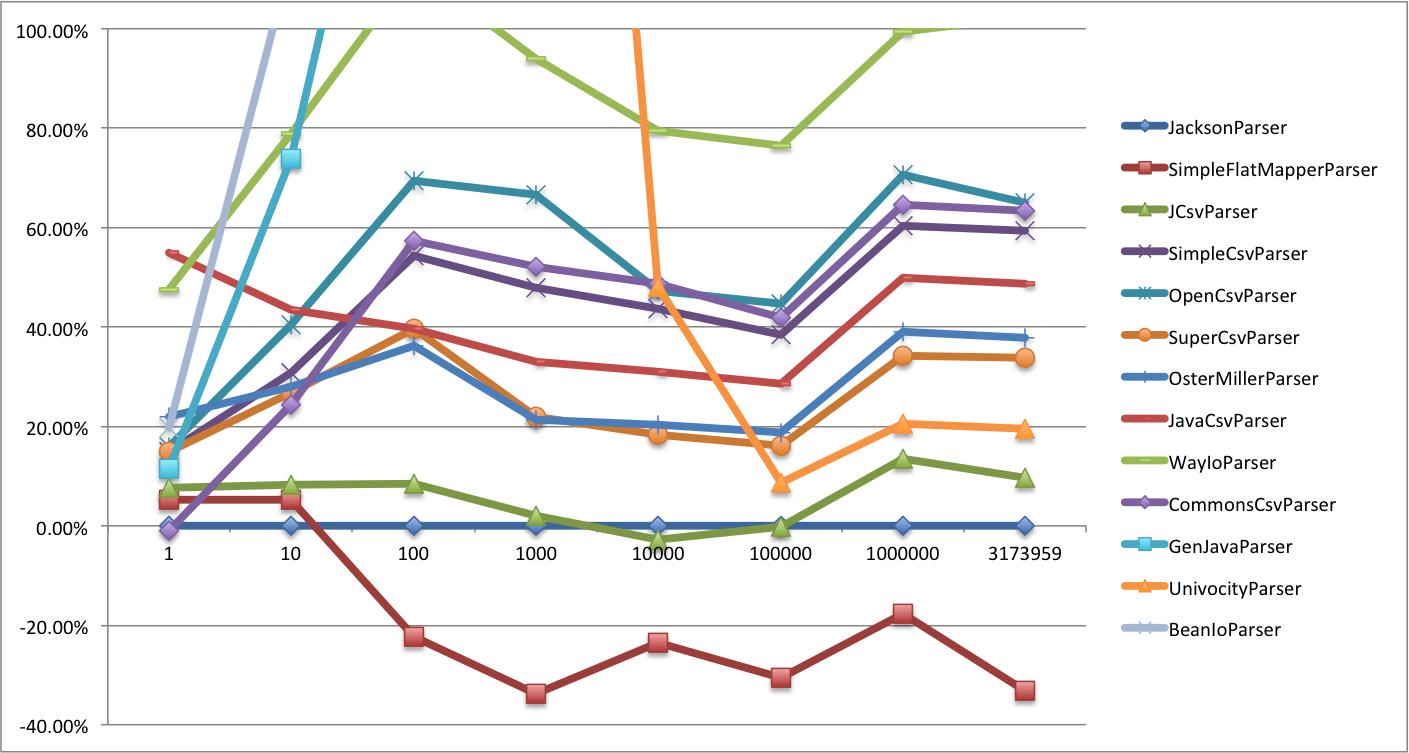 100.00%
80.00%
60.00%
40.00%
20.00%
0.00%
-20.00%
-40.00%
1 10 100 1000 10000 100000 1000000 3173959
JacksonParser
SimpleFlatMapperParser
JCsvParser
SimpleCsvParser
OpenCsvParser
SuperCsvParser
OsterMillerParser
JavaCsvParser
WayIoParser
CommonsCsvParser
GenJavaParser
UnivocityParser
BeanIoParser